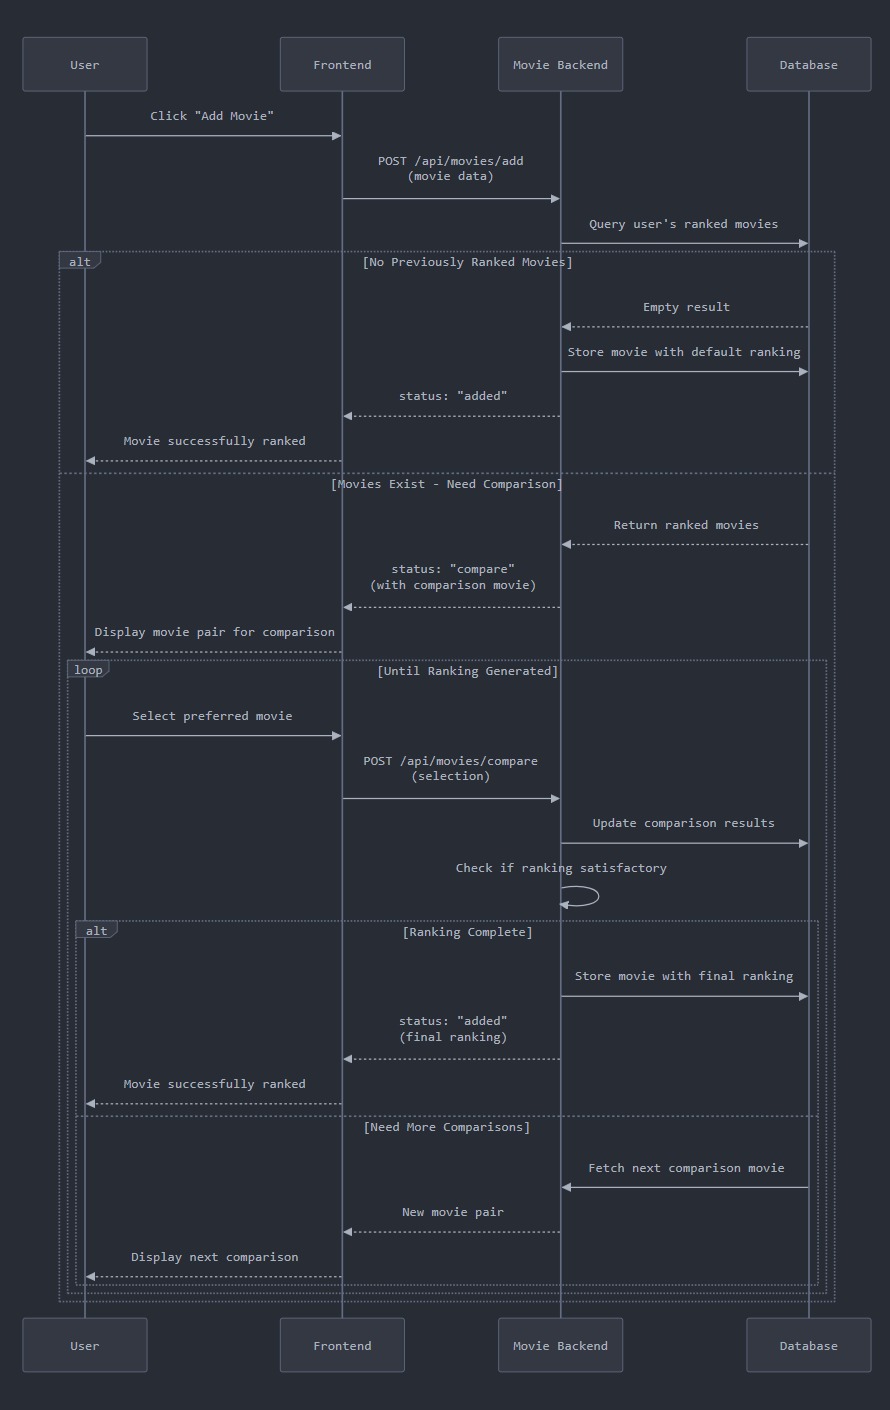 User
Frontend
Movie Backend
Database
Click "Add Movie"
POST /api/movies/add
(movie data)
Query user's ranked movies
alt
[No Previously Ranked Movies]
Empty result
Store movie with default ranking
status: "added"
Movie successfully ranked
[Movies Exist - Need Comparison]
Return ranked movies
status: "compare"
(with comparison movie)
Display movie pair for comparison
loop
[Until Ranking Generated]
Select preferred movie
POST /api/movies/compare
(selection)
Update comparison results
Check if ranking satisfactory
alt
[Ranking Complete]
Store movie with final ranking
status: "added"
(final ranking)
Movie successfully ranked
[Need More Comparisons]
Fetch next comparison movie
New movie pair
Display next comparison
User
Frontend
Movie Backend
Database